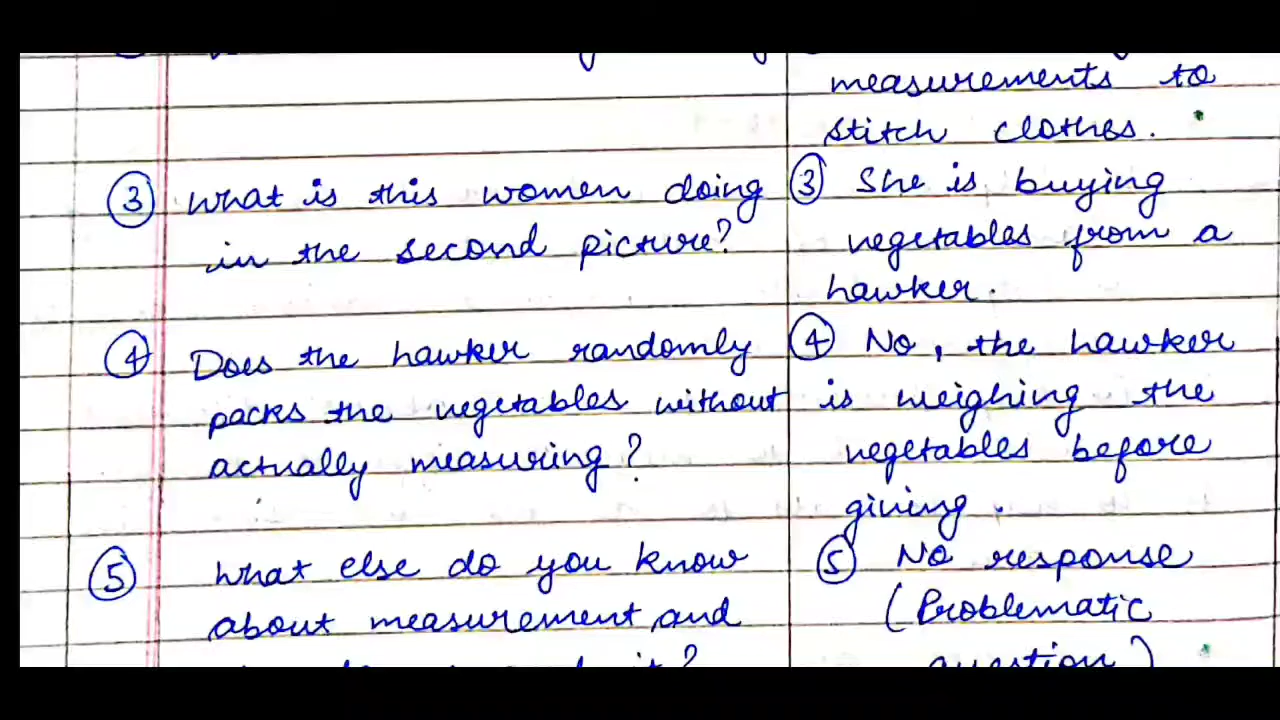 measurements to
stitch clothes.
③ What is this women doing
in the second picture?
③ She is buying
vegetables from a
hawker.
④ Does the hawker randomly
packs the vegetables without
actually measuring?
④ No, the hawker
is weighing the
vegetables before
giving.
⑤ What else do you know
about measurement and
it?
⑤ No response
(Problematic
question)